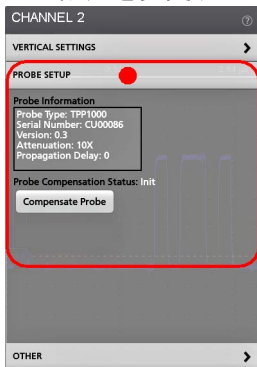 CHANNEL 2
VERTICAL SETTINGS
PROBE SETUP
Probe Information
Probe Type: TPP1000
Serial Number: CU00086
Version: 0.3
Attenuation: 10X
Propagation Delay: 0
Probe Compensation Status: Init
Compensate Probe
OTHER